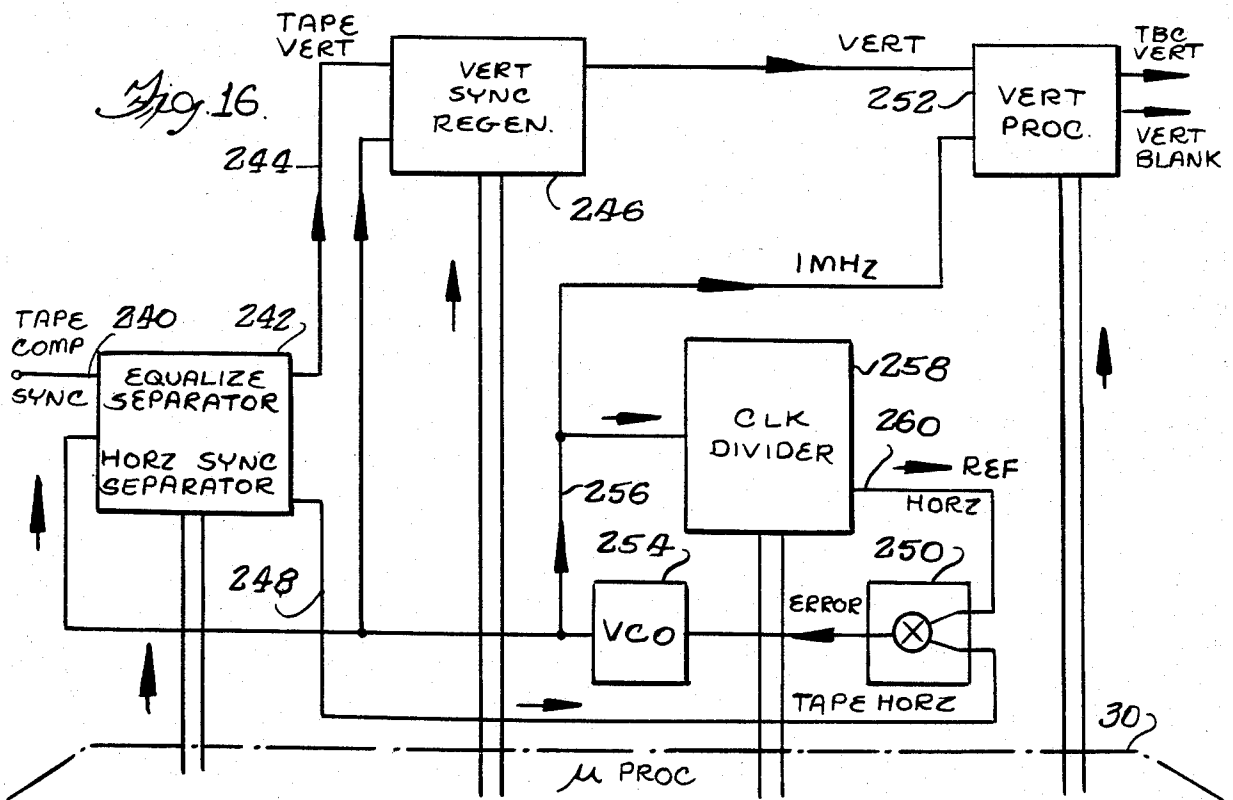 Fig. 16.
TAPE
VERT
244
VERT
SYNC
REGEN.
246
VERT
252
VERT
PROC.
TBC
VERT
VERT
BLANK
1 MHZ
TAPE
COMP
SYNC
240
242
EQUALIZE
SEPARATOR
HORZ SYNC
SEPARATOR
248
256
CLK
DIVIDER
258
260
REF
HORZ
254
VCO
ERROR
250
TAPE HORZ
30
μ PROC